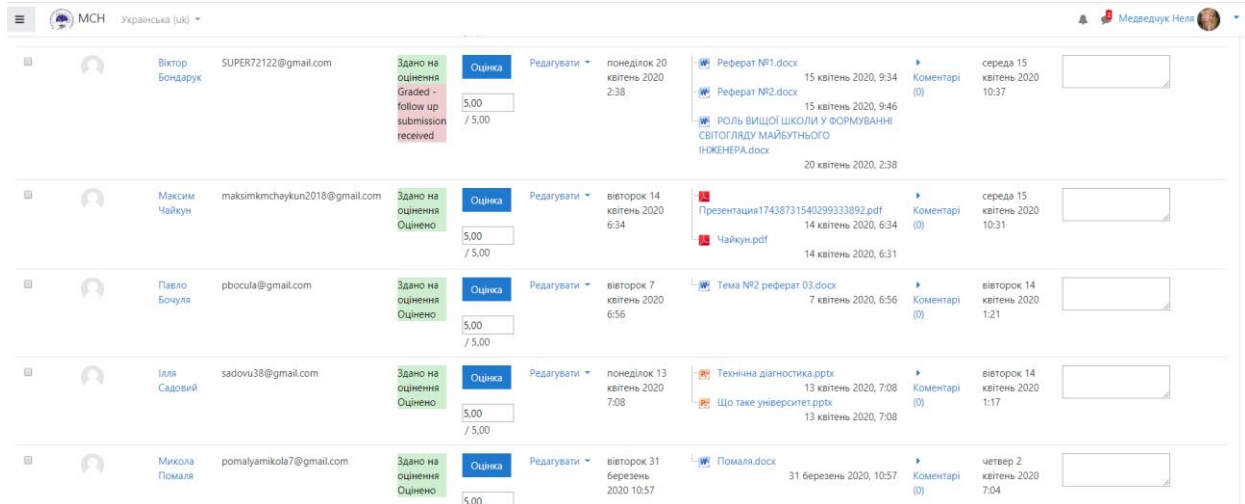 МСН Українська (uk)
2 Медведчук Неля
Віктор Бондарук
SUPER72122@gmail.com
Здано на оцінення
Graded - follow up submission received
Оцінка
5,00
/ 5,00
Редагувати
понеділок 20 квітень 2020 2:38
Реферат №1.docx
15 квітень 2020, 9:34
Реферат №2.docx
15 квітень 2020, 9:46
РОЛЬ ВИЩОЇ ШКОЛИ У ФОРМУВАННІ
СВІТОГЛЯДУ МАЙБУТНЬОГО
ІНЖЕНЕРА.docx
20 квітень 2020, 2:38
Коментарі (0)
середа 15 квітень 2020 10:37
Максим Чайкун
maksimkmchaykun2018@gmail.com
Здано на оцінення
Оцінено
Оцінка
5,00
/ 5,00
Редагувати
вівторок 14 квітень 2020 6:34
Презентация17438731540299333892.pdf
14 квітень 2020, 6:34
Чайкун.pdf
14 квітень 2020, 6:31
Коментарі (0)
середа 15 квітень 2020 10:31
Павло Бочуля
pbocula@gmail.com
Здано на оцінення
Оцінено
Оцінка
5,00
/ 5,00
Редагувати
вівторок 7 квітень 2020 6:56
Тема №2 реферат 03.docx
7 квітень 2020, 6:56
Коментарі (0)
вівторок 14 квітень 2020 1:21
Ілля Садовий
sadovu38@gmail.com
Здано на оцінення
Оцінено
Оцінка
5,00
/ 5,00
Редагувати
понеділок 13 квітень 2020 7:08
Технічна діагностика.pptx
13 квітень 2020, 7:08
Що таке університет.pptx
13 квітень 2020, 7:08
Коментарі (0)
вівторок 14 квітень 2020 1:17
Микола Помаля
pomalyamikola7@gmail.com
Здано на оцінення
Оцінено
Оцінка
5,00
Редагувати
вівторок 31 березень 2020 10:57
Помаля.docx
31 березень 2020, 10:57
Коментарі (0)
четвер 2 квітень 2020 7:04